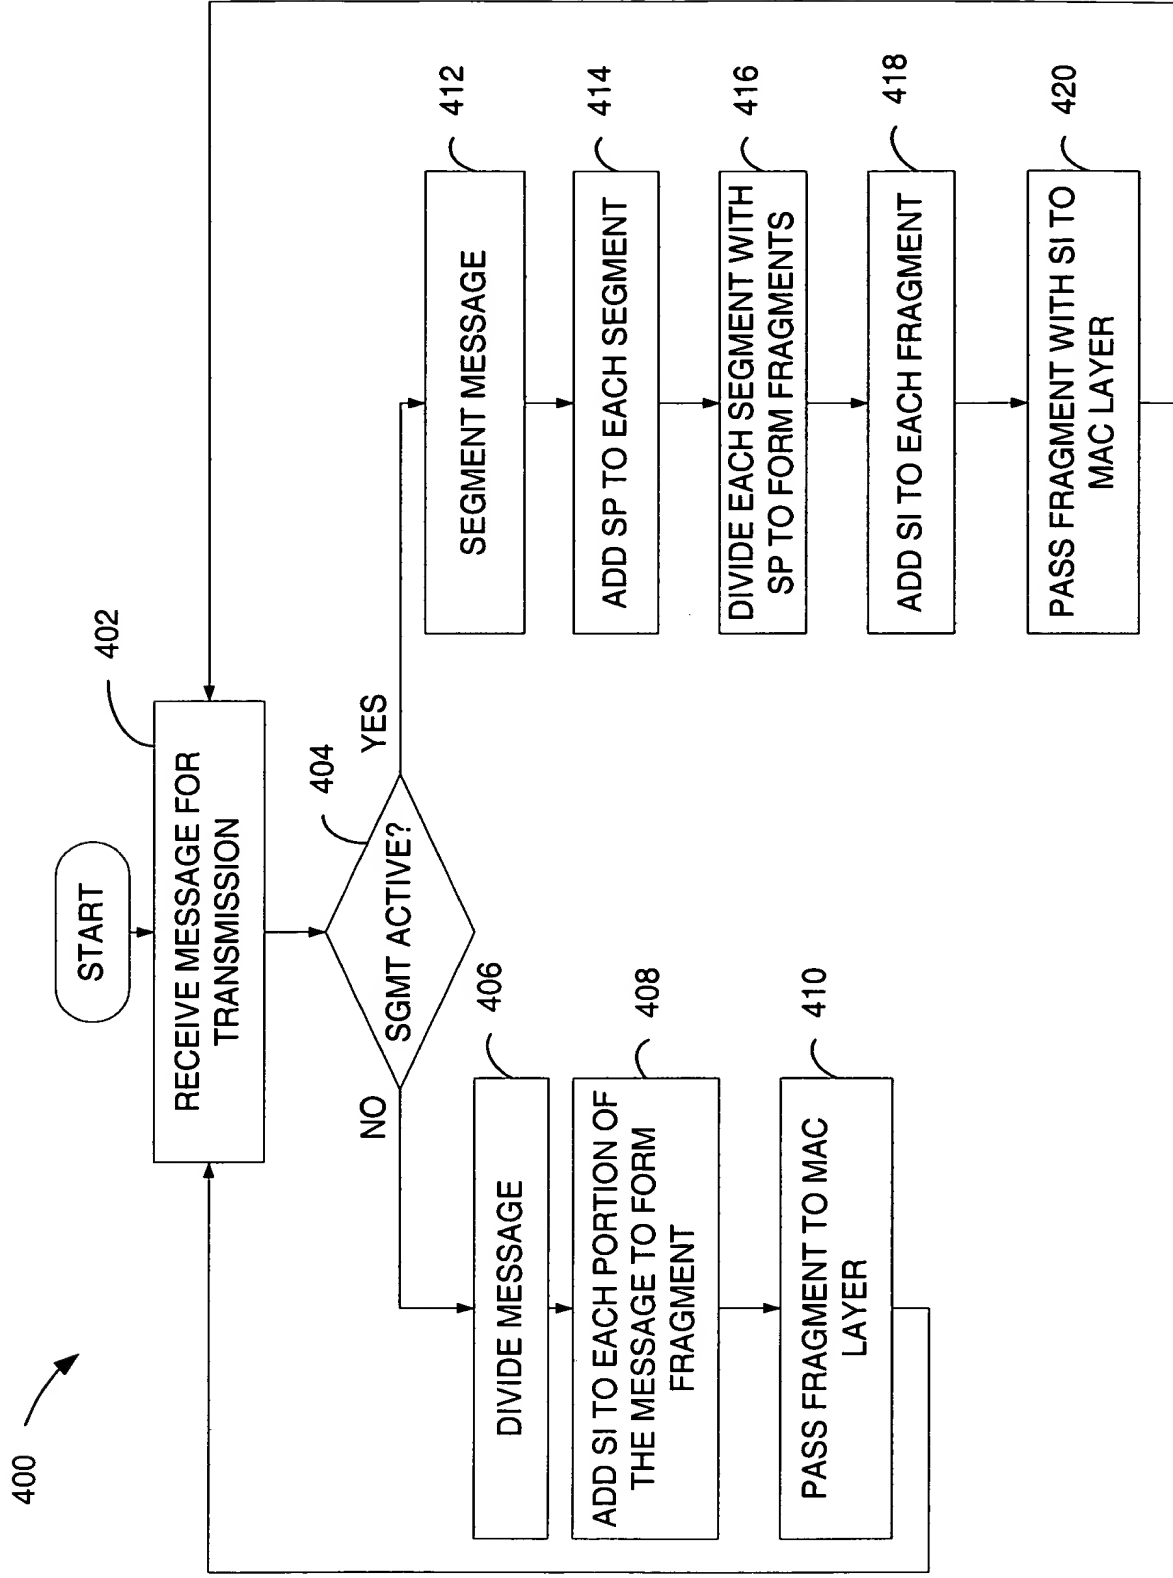 400
START
RECEIVE MESSAGE FOR
TRANSMISSION
402
SGMT ACTIVE?
404
NO
YES
DIVIDE MESSAGE
406
ADD SI TO EACH PORTION OF
THE MESSAGE TO FORM
FRAGMENT
408
PASS FRAGMENT TO MAC
LAYER
410
SEGMENT MESSAGE
412
ADD SP TO EACH SEGMENT
414
DIVIDE EACH SEGMENT WITH
SP TO FORM FRAGMENTS
416
ADD SI TO EACH FRAGMENT
418
PASS FRAGMENT WITH SI TO
MAC LAYER
420